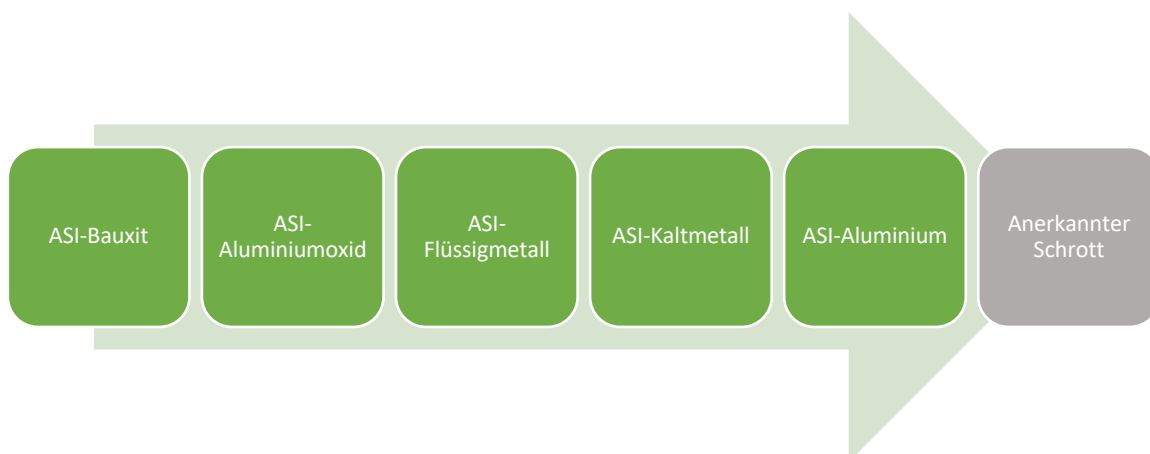 ASI-Bauxit
ASI-
Aluminiumoxid
ASI-
Flüssigmetall
ASI-Kaltmetall
ASI-Aluminium
Anerkannter
Schrott